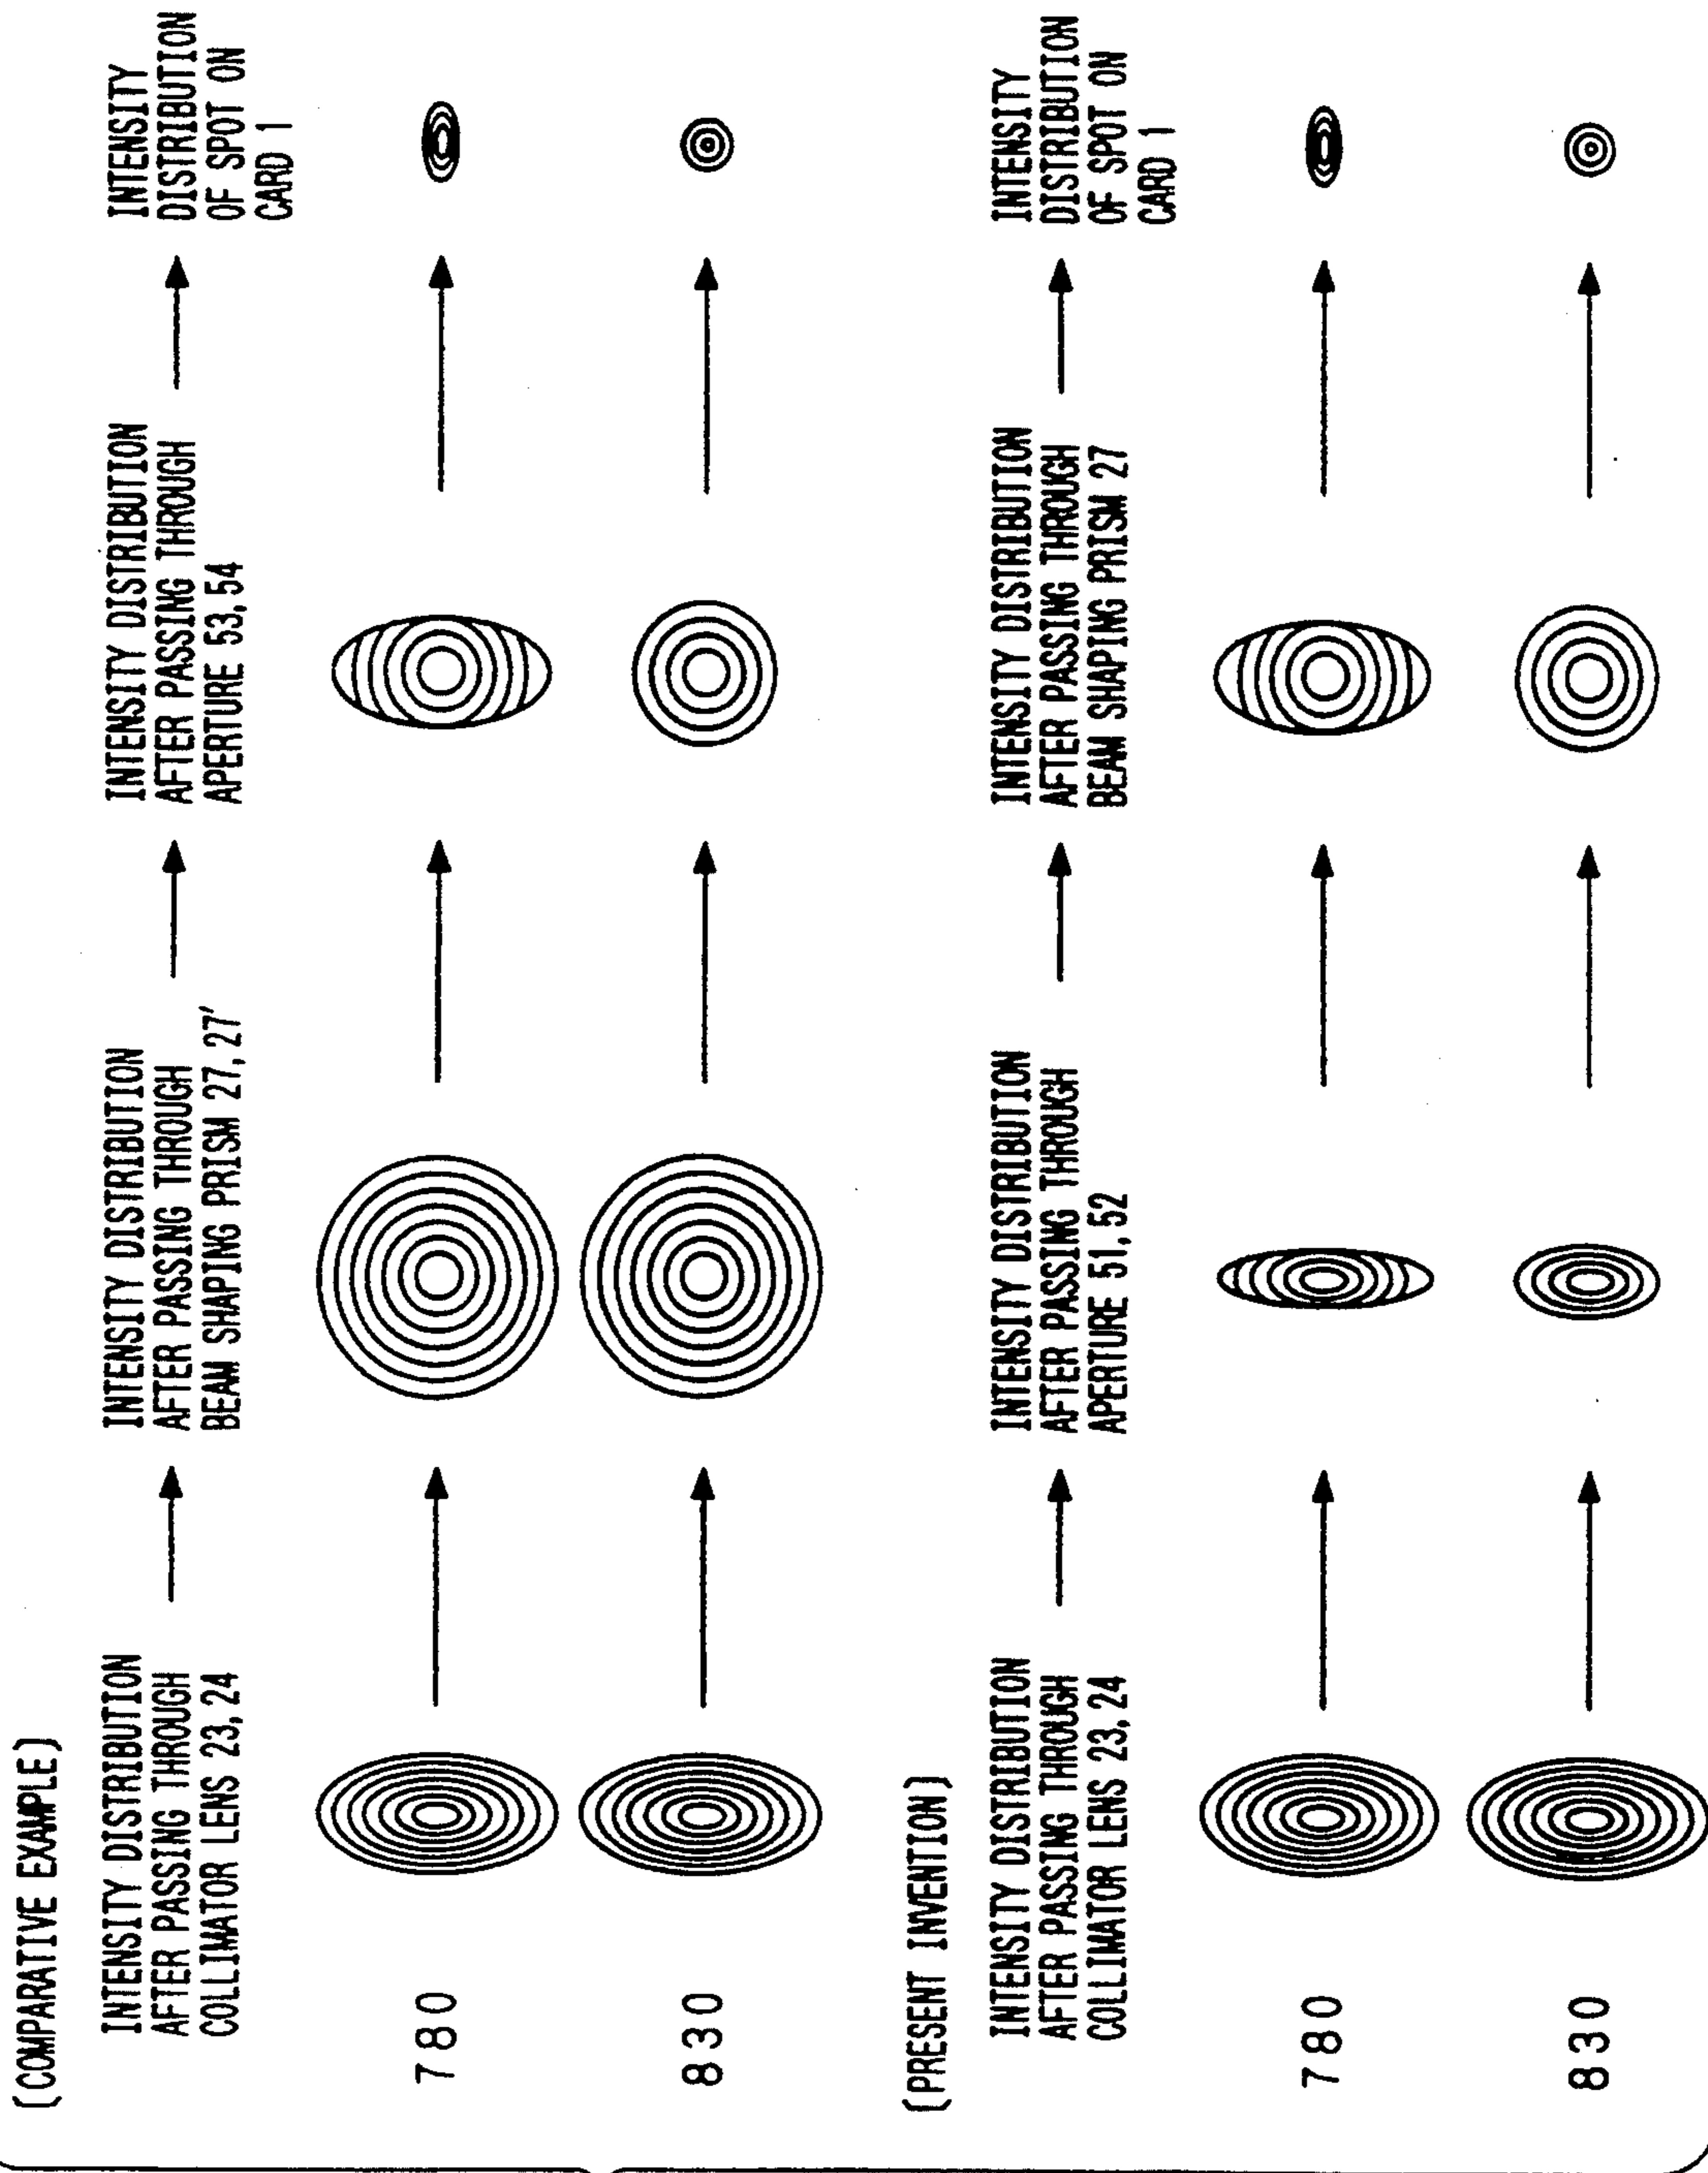 (COMPARATIVE EXAMPLE)
INTENSITY DISTRIBUTION
AFTER PASSING THROUGH
COLLIMATOR LENS 23,24
INTENSITY DISTRIBUTION
AFTER PASSING THROUGH
BEAM SHAPING PRISM 27,27'
INTENSITY DISTRIBUTION
AFTER PASSING THROUGH
APERTURE 53,54
INTENSITY
DISTRIBUTION
OF SPOT ON
CARD 1
780
830
(PRESENT INVENTION)
INTENSITY DISTRIBUTION
AFTER PASSING THROUGH
COLLIMATOR LENS 23,24
INTENSITY DISTRIBUTION
AFTER PASSING THROUGH
APERTURE 51,52
INTENSITY DISTRIBUTION
AFTER PASSING THROUGH
BEAM SHAPING PRISM 27
INTENSITY
DISTRIBUTION
OF SPOT ON
CARD 1
780
830